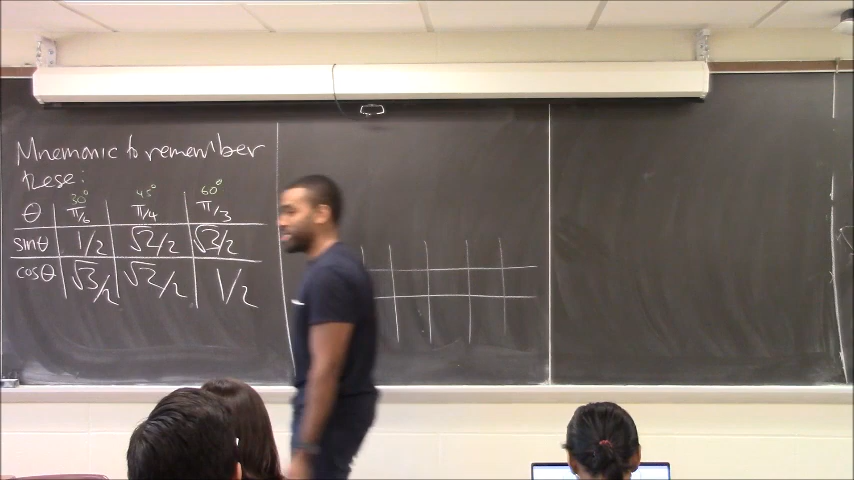 Mnemonic to remember
these:
30° 45° 60°
θ π/6 π/4 π/3
sinθ 1/2 √2/2 √2/2
cosθ √3/2 √2/2 1/2